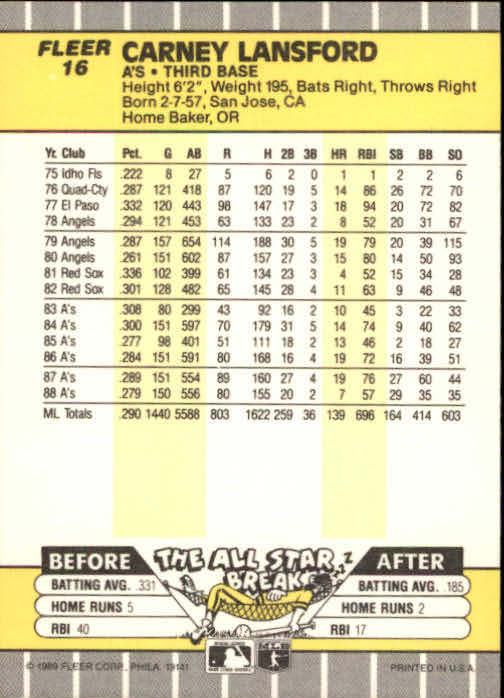 FLEER
16
CARNEY LANSFORD
A'S • THIRD BASE
Height 6'2", Weight 195, Bats Right, Throws Right
Born 2-7-57, San Jose, CA
Home Baker, OR
Yr. Club Pct. G AB R H 2B 3B HR RBI SB BB SO
75 Idho Fls .222 8 27 5 6 2 0 1 1 2 2 6
76 Quad-Cty .287 121 418 87 120 19 5 14 86 26 72 70
77 El Paso .332 120 443 98 147 17 3 18 94 20 72 82
78 Angels .294 121 453 63 133 23 2 8 52 20 31 67
79 Angels .287 157 654 114 188 30 5 19 79 20 39 115
80 Angels .261 151 602 87 157 27 3 15 80 14 50 93
81 Red Sox .336 102 399 61 134 23 3 4 52 15 34 28
82 Red Sox .301 128 482 65 145 28 4 11 63 9 46 48
83 A's .308 80 299 43 92 16 2 10 45 3 22 33
84 A's .300 151 597 70 179 31 5 14 74 9 40 62
85 A's .277 98 401 51 111 18 2 13 46 2 18 27
86 A's .284 151 591 80 168 16 4 19 72 16 39 51
87 A's .289 151 554 89 160 27 4 19 76 27 60 44
88 A's .279 150 556 80 155 20 2 7 57 29 35 35
ML Totals .290 1440 5588 803 1622 259 36 139 696 164 414 603
BEFORE THE ALL STAR BREAK AFTER
BATTING AVG. .331 BATTING AVG. .185
HOME RUNS 5 HOME RUNS 2
RBI 40 RBI 17
© 1989 FLEER CORP., PHILA. 19141 PRINTED IN U.S.A.